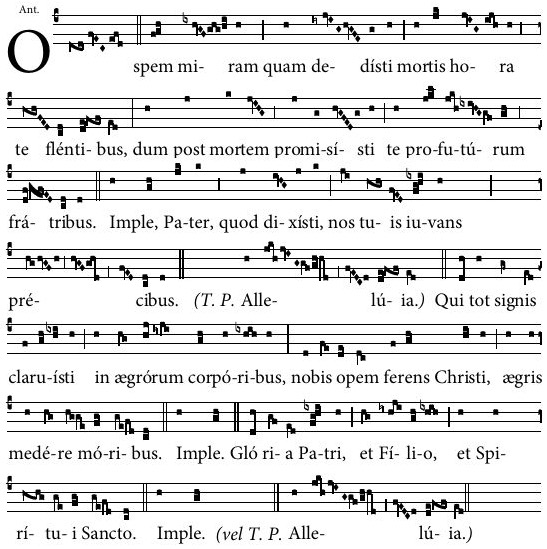 Ant.
O spem mi- ram quam de- dísti mortis ho- ra
te flénti- bus, dum post mortem promi-sí- sti te pro-fu-tú- rum
frá- tribus. Imple, Pa-ter, quod di-xísti, nos tu- is iu-vans
pré- cibus. (T. P. Alle- lú- ia.) Qui tot signis
claru-ísti in ægrórum corpó-ri-bus, nobis opem ferens Christi, ægris
medé-re mó-ri- bus. Imple. Gló ri- a Pa-tri, et Fí- li-o, et Spi-
rí- tu- i Sancto. Imple. (vel T. P. Alle- lú- ia.)